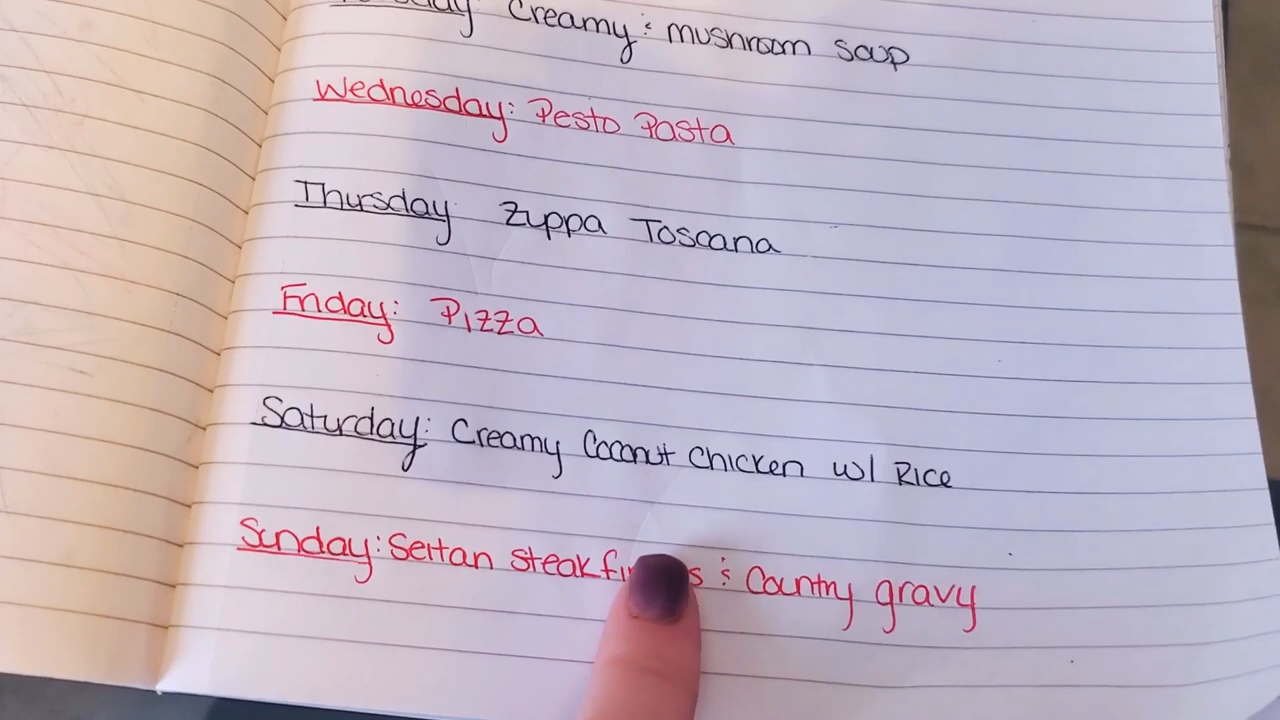 Creamy & mushroom soup
Wednesday: Pesto Pasta
Thursday Zuppa Toscana
Friday: Pizza
Saturday: Creamy Coconut Chicken w/ Rice
Sunday: Seitan Steak & Country gravy